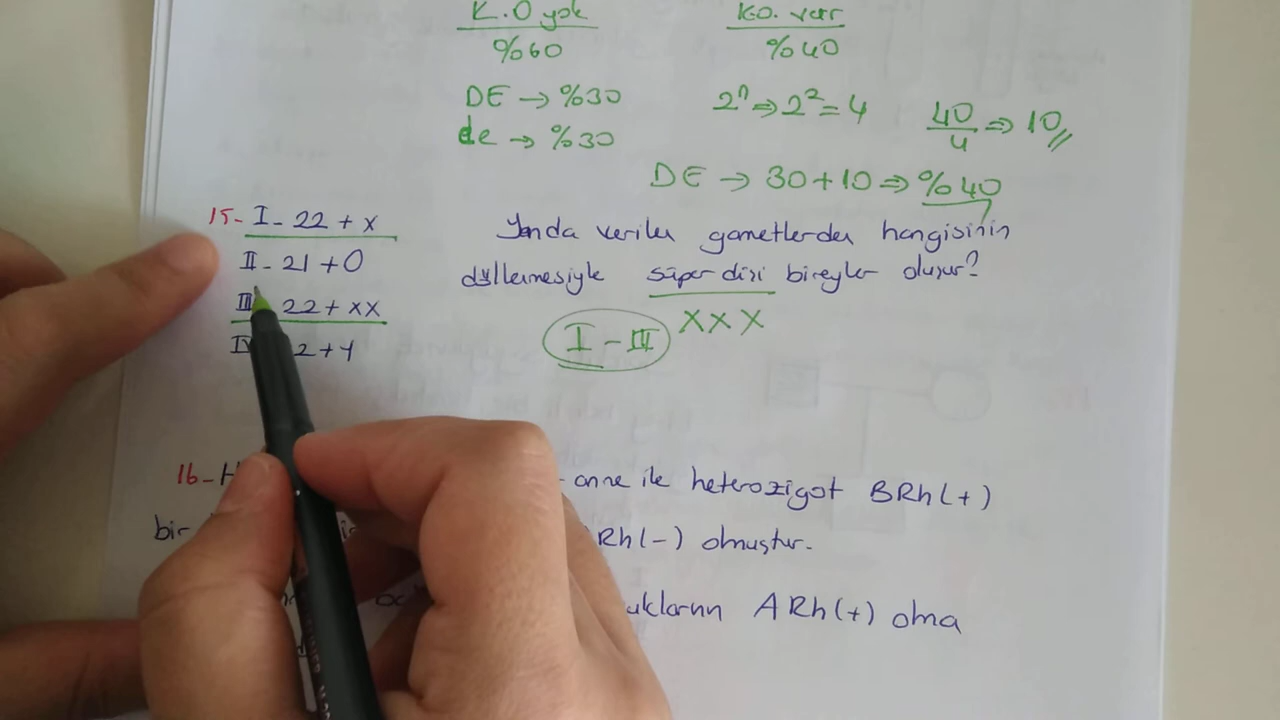 K.O yok K.O. var
%60 %40
DE → %30 2ⁿ ⇒ 2² = 4 40/4 ⇒ 10//
de → %30
DE → 30+10 ⇒ %40
15- I - 22 + X Yanda verilen gametlerden hangisinin
II - 21 + 0 döllenmesiyle süper dişi bireyler oluşur?
III 22 + XX I - III XXX
2 + Y
16- anne ile heterozigot BRh(+)
bir Rh(-) olmuştur.
ARh(+) olma